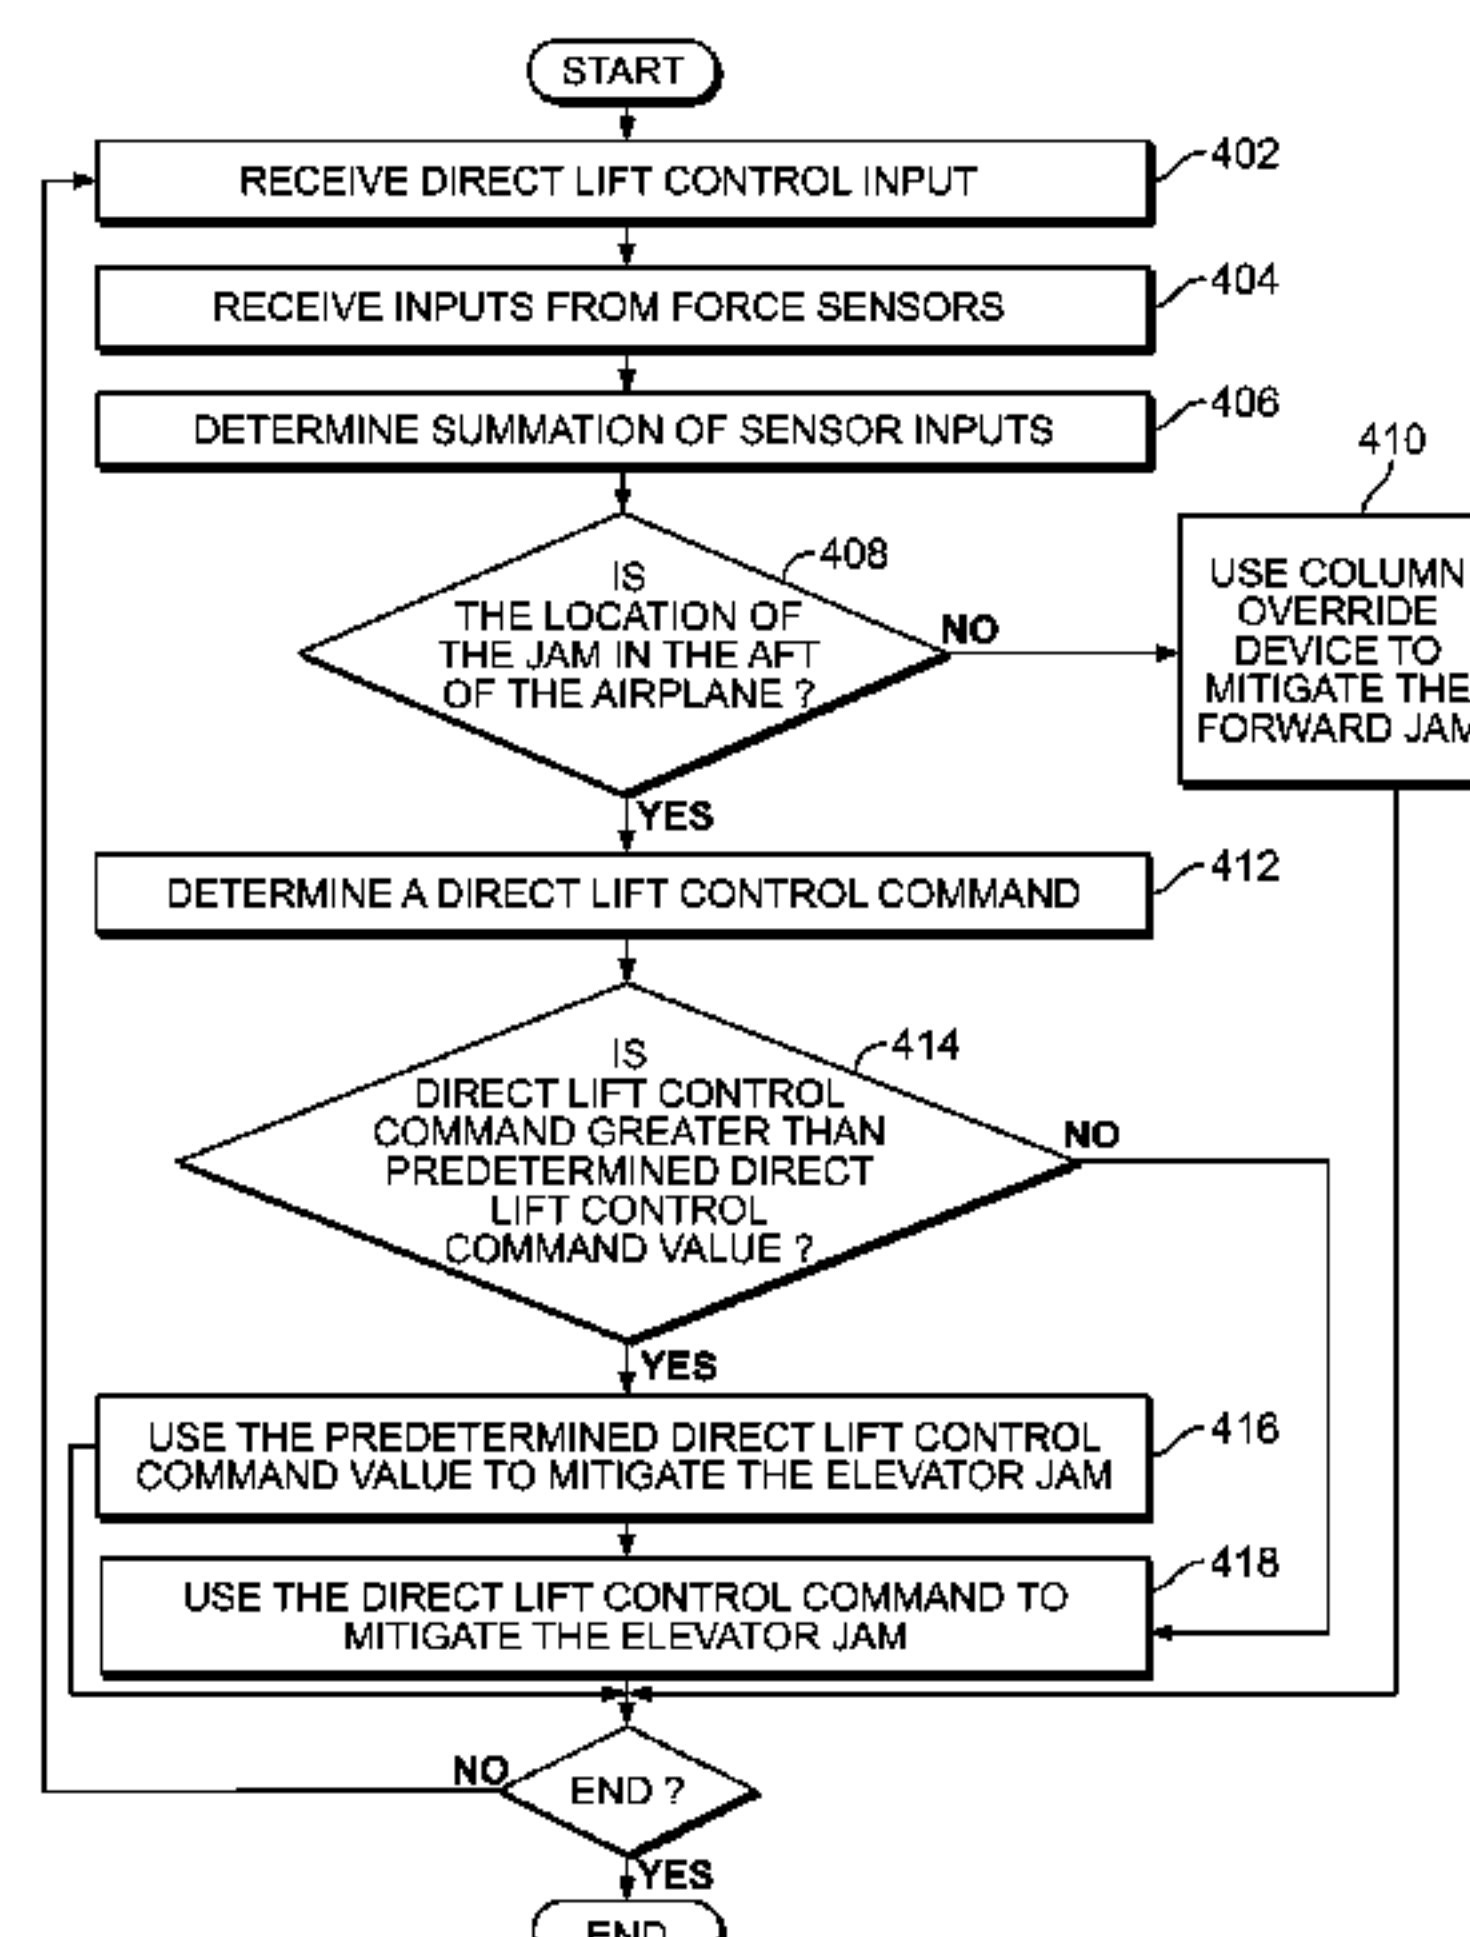 START
RECEIVE DIRECT LIFT CONTROL INPUT
402
RECEIVE INPUTS FROM FORCE SENSORS
404
DETERMINE SUMMATION OF SENSOR INPUTS
406
IS
THE LOCATION OF
THE JAM IN THE AFT
OF THE AIRPLANE ?
408
NO
410
USE COLUMN
OVERRIDE
DEVICE TO
MITIGATE THE
FORWARD JAM
YES
DETERMINE A DIRECT LIFT CONTROL COMMAND
412
IS
DIRECT LIFT CONTROL
COMMAND GREATER THAN
PREDETERMINED DIRECT
LIFT CONTROL
COMMAND VALUE ?
414
NO
YES
USE THE PREDETERMINED DIRECT LIFT CONTROL
COMMAND VALUE TO MITIGATE THE ELEVATOR JAM
416
USE THE DIRECT LIFT CONTROL COMMAND TO
MITIGATE THE ELEVATOR JAM
418
NO
END ?
YES
END